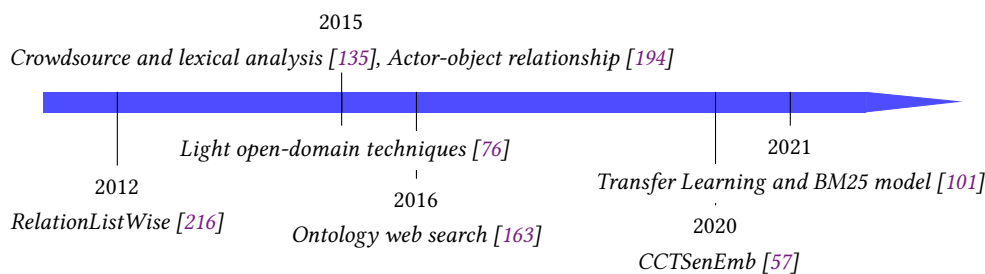 2015
Crowdsource and lexical analysis [135], Actor-object relationship [194]
Light open-domain techniques [76]
2012
RelationListWise [216]
2016
Ontology web search [163]
2021
Transfer Learning and BM25 model [101]
2020
CCTSenEmb [57]